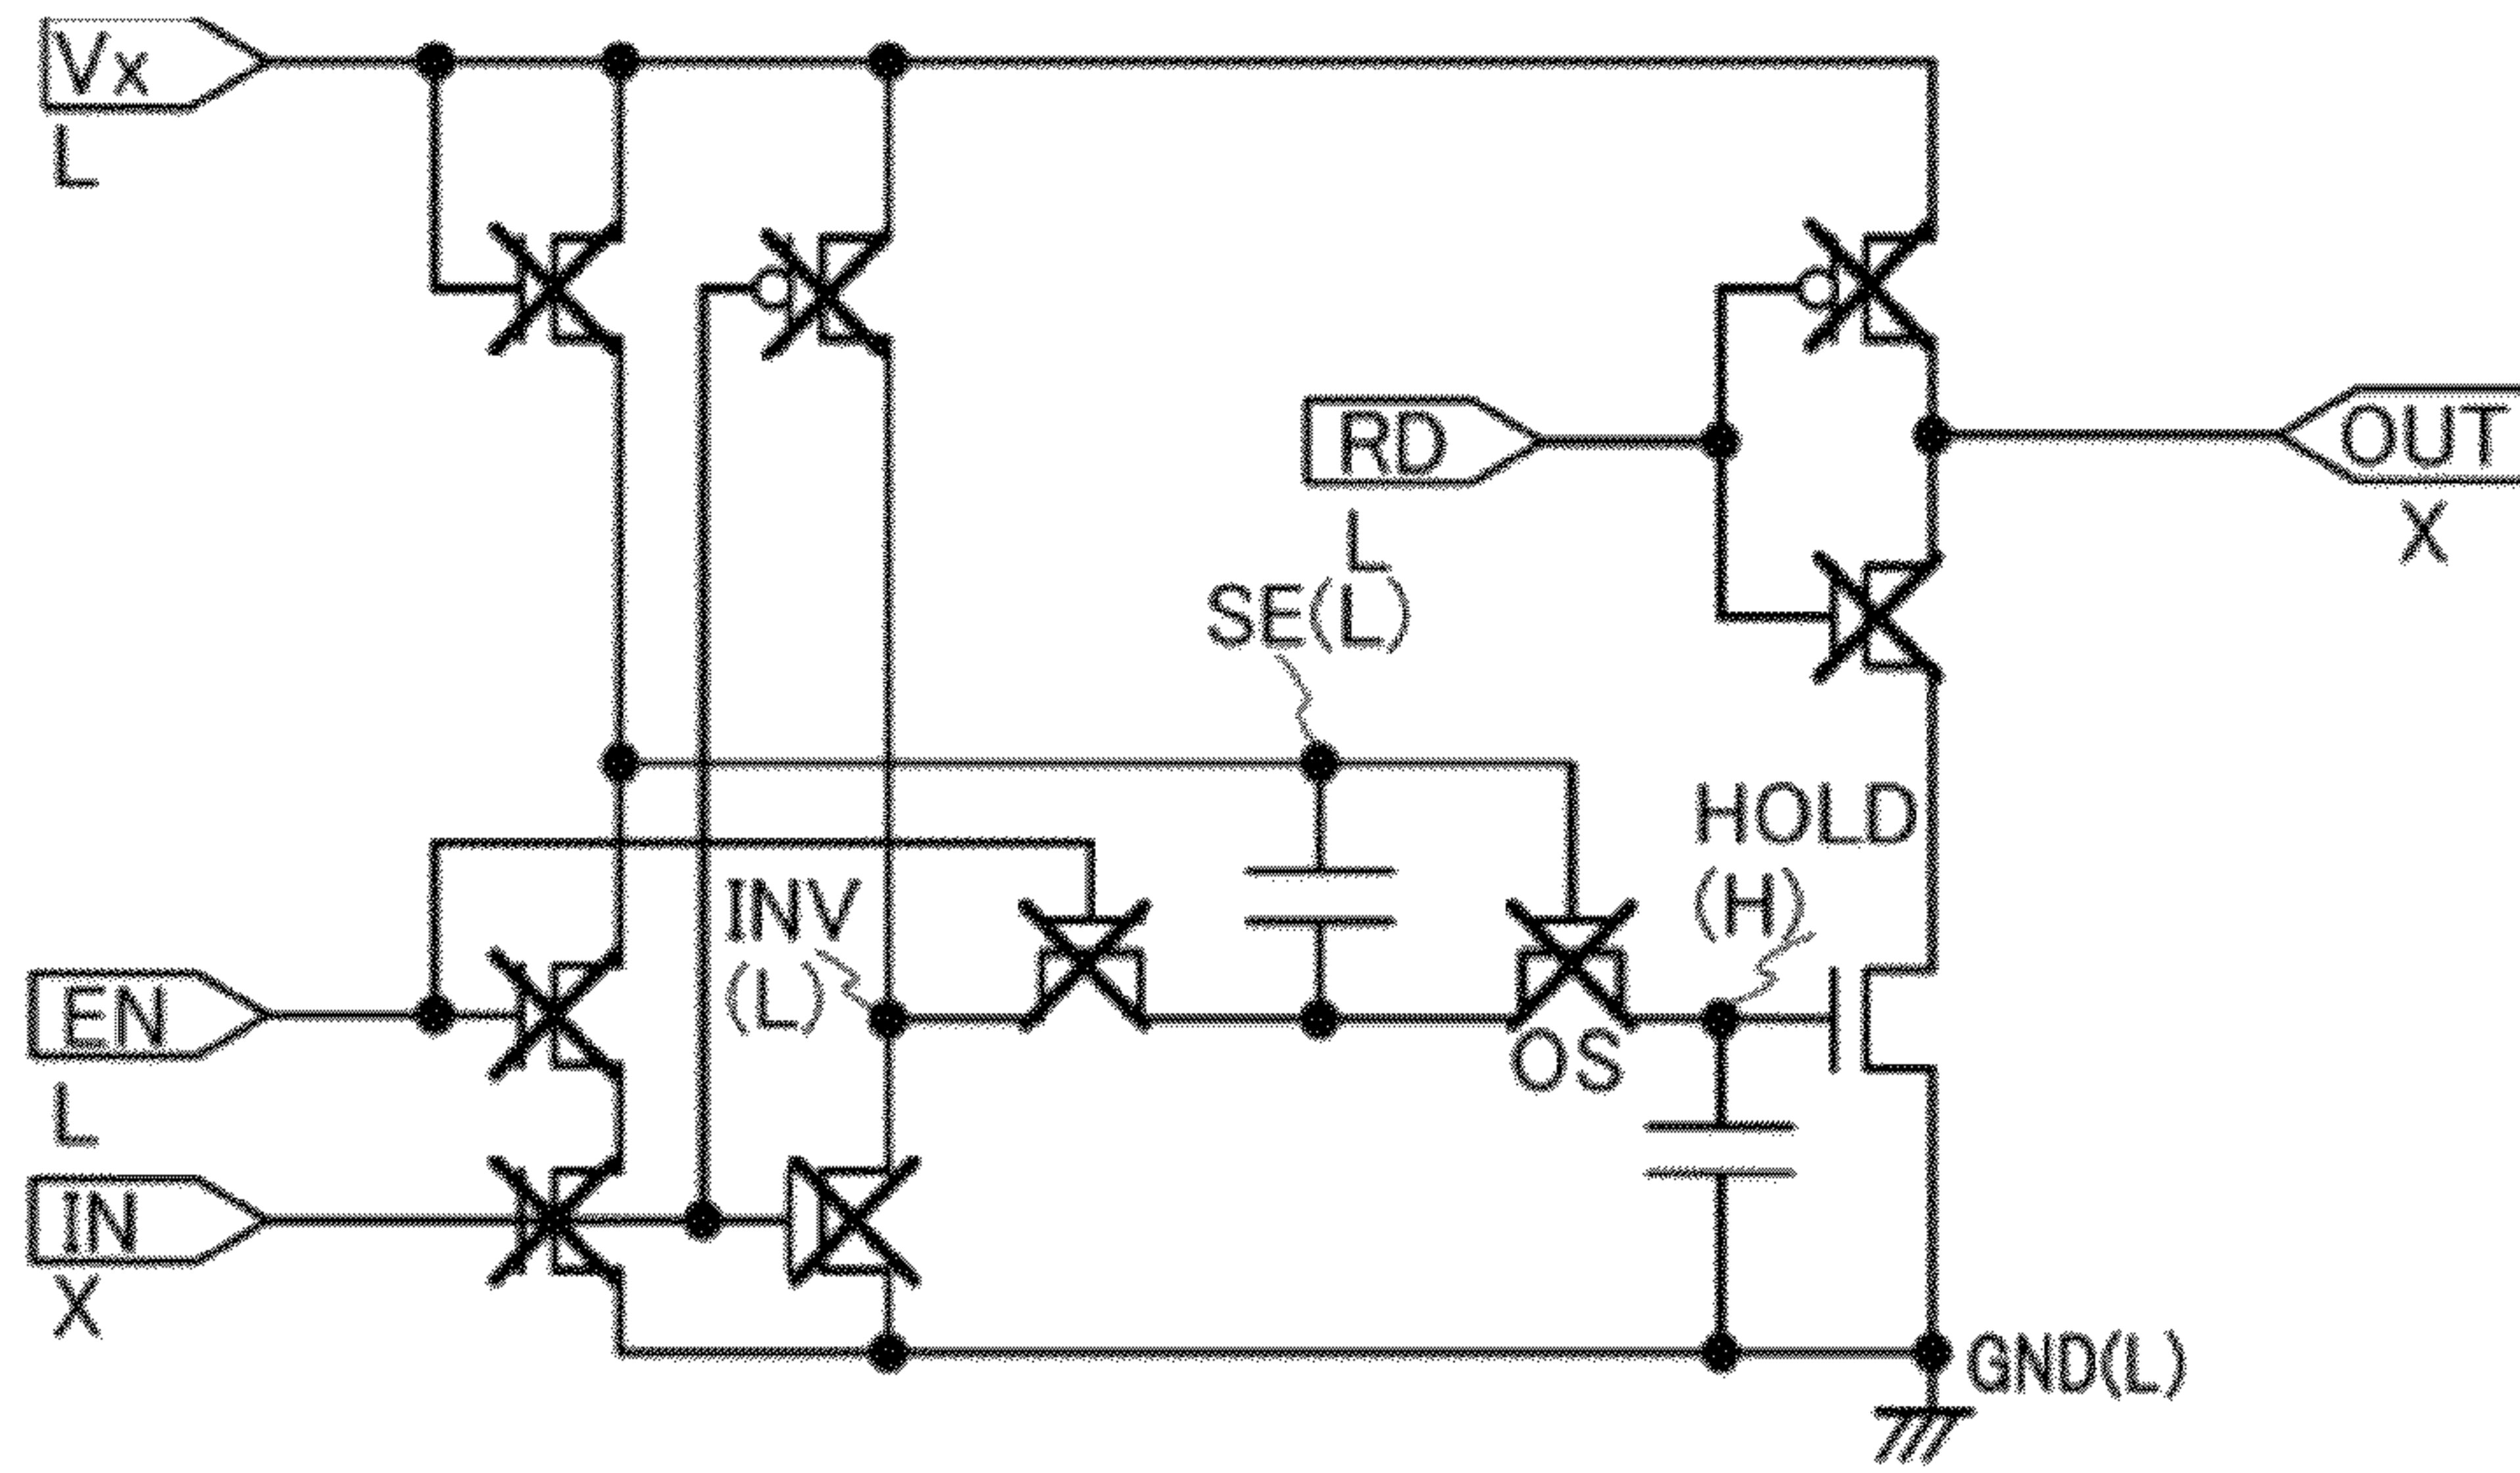 Vx
L
RD
L
OUT
X
SE(L)
HOLD
(H)
INV
(L)
EN
L
OS
IN
X
GND(L)